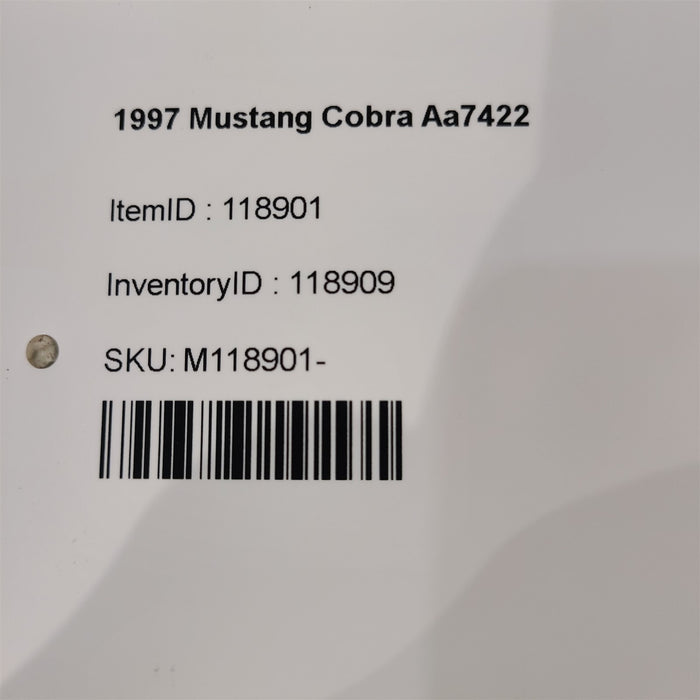 1997 Mustang Cobra Aa7422
ItemID : 118901
InventoryID : 118909
SKU: M118901-